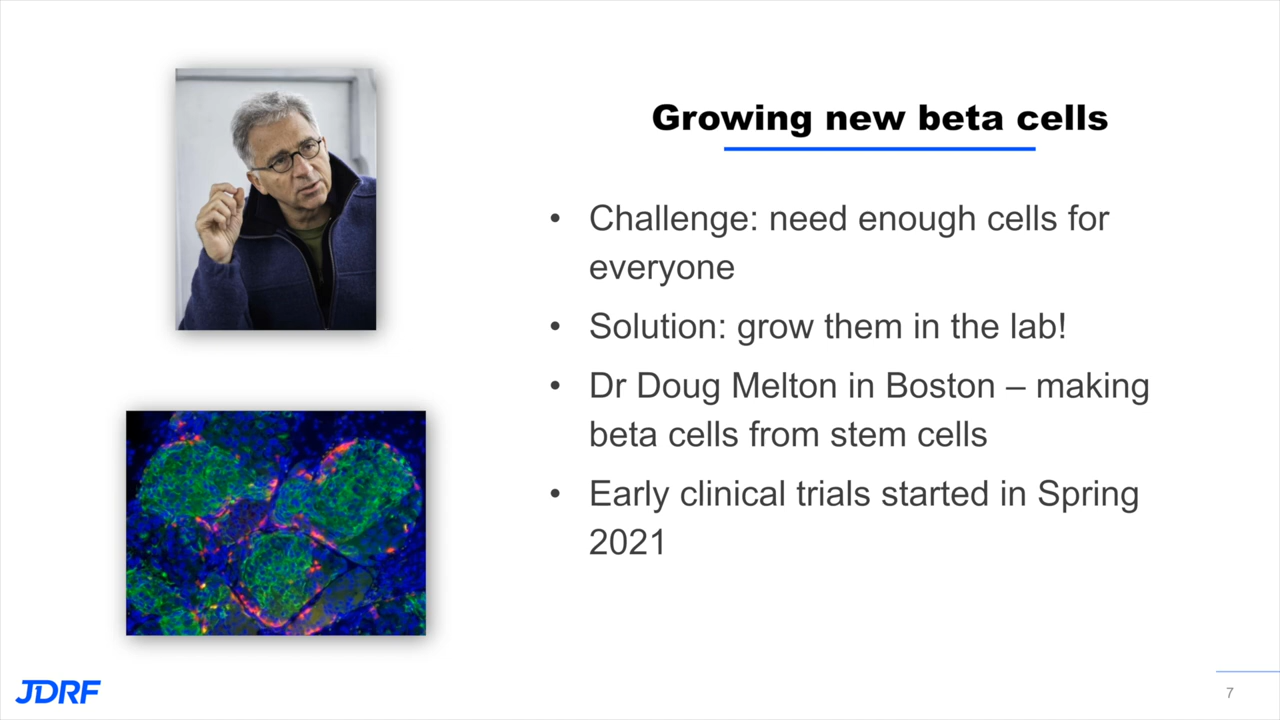 Growing new beta cells
• Challenge: need enough cells for
everyone
• Solution: grow them in the lab!
• Dr Doug Melton in Boston – making
beta cells from stem cells
• Early clinical trials started in Spring
2021
JDRF
7